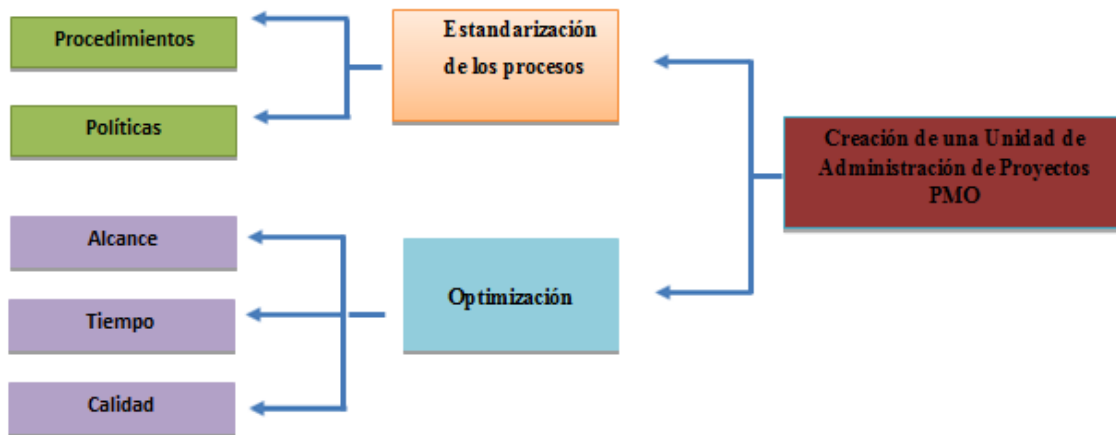 Procedimientos
Políticas
Estandarización
de los procesos
Creación de una Unidad de
Administración de Proyectos
PMO
Alcance
Tiempo
Calidad
Optimización